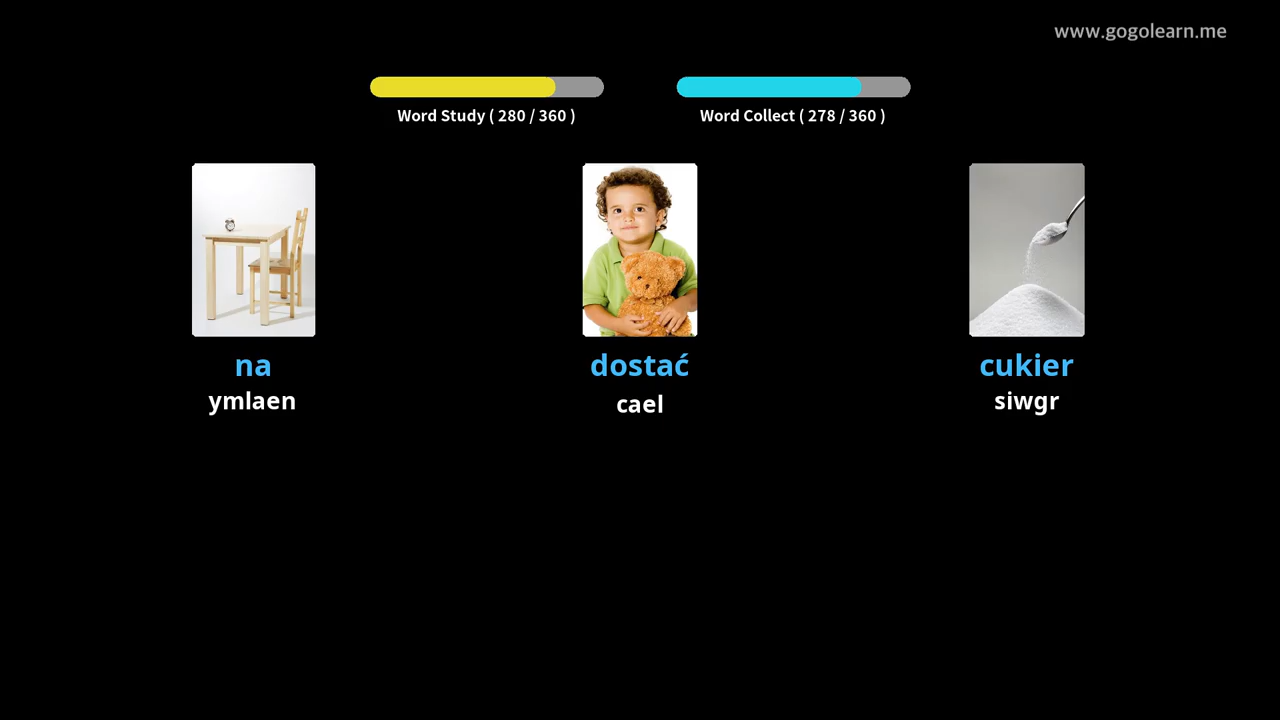 www.gogolearn.me
Word Study ( 280 / 360 )
Word Collect ( 278 / 360 )
na
ymlaen
dostać
cael
cukier
siwgr